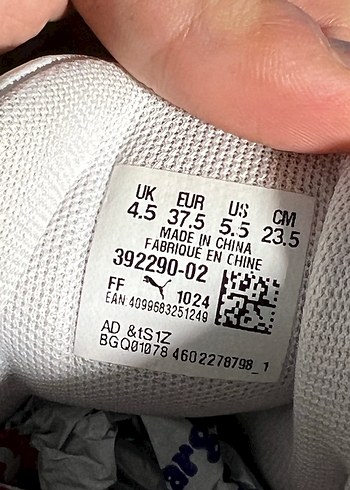 UK EUR US CM
4.5 37.5 5.5 23.5
MADE IN CHINA
FABRIQUÉ EN CHINE
392290-02
FF 1024
EAN:4099683251249
AD &tS1Z
BGQ01078 4602278798_1